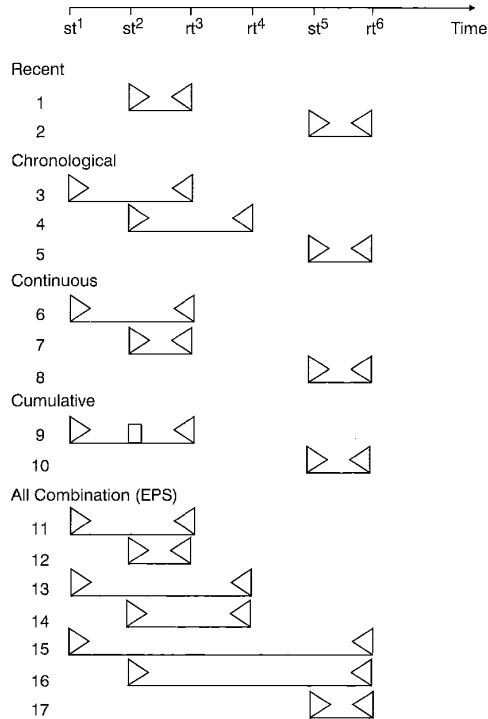 st¹ st² rt³ rt⁴ st⁵ rt⁶ Time
Recent
1
2
Chronological
3
4
5
Continuous
6
7
8
Cumulative
9
10
All Combination (EPS)
11
12
13
14
15
16
17